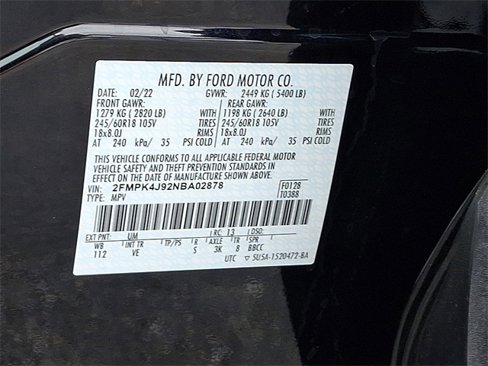 MFD. BY FORD MOTOR CO.
DATE: 02/22 GVWR: 2449 KG ( 5400 LB)
FRONT GAWR: REAR GAWR:
1279 KG ( 2820 LB) WITH 1198 KG ( 2640 LB) WITH
245/60R18 105V TIRES 245/60R18 105V TIRES
18x8.0J RIMS 18x8.0J RIMS
AT 240 kPa/ 35 PSI COLD AT 240 kPa/ 35 PSI COLD
THIS VEHICLE CONFORMS TO ALL APPLICABLE FEDERAL MOTOR
VEHICLE SAFETY AND THEFT PREVENTION STANDARDS IN EFFECT ON
THE DATE OF MANUFACTURE SHOWN ABOVE.
VIN: 2FMPK4J92NBA02878 F0128
TYPE: MPV T0388
EXT PNT: UM RC: 13
WB INT TR TP/PS R AXLE TR SPR
112 VE S 3K 8 BBCC
UTC 5USA-1520472-BA